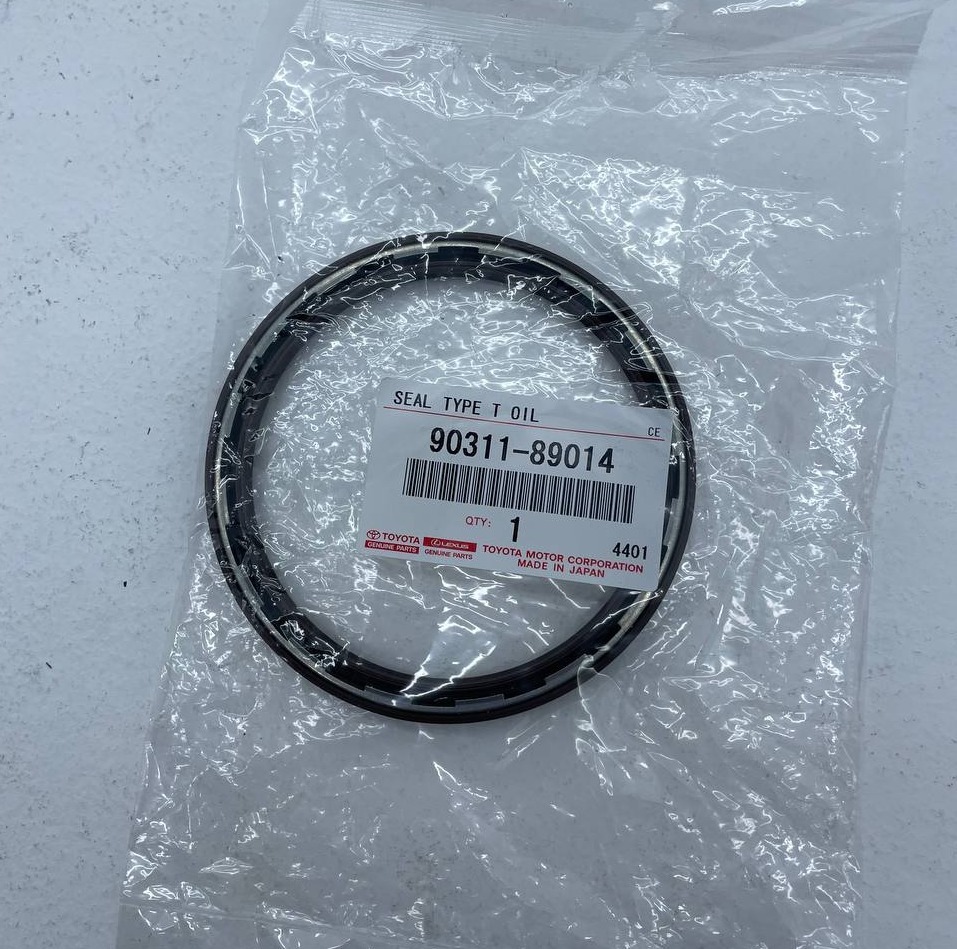 SEAL TYPE T OIL
CE
90311-89014
QTY: 1
4401
TOYOTA
GENUINE PARTS
LEXUS
GENUINE PARTS
TOYOTA MOTOR CORPORATION
MADE IN JAPAN